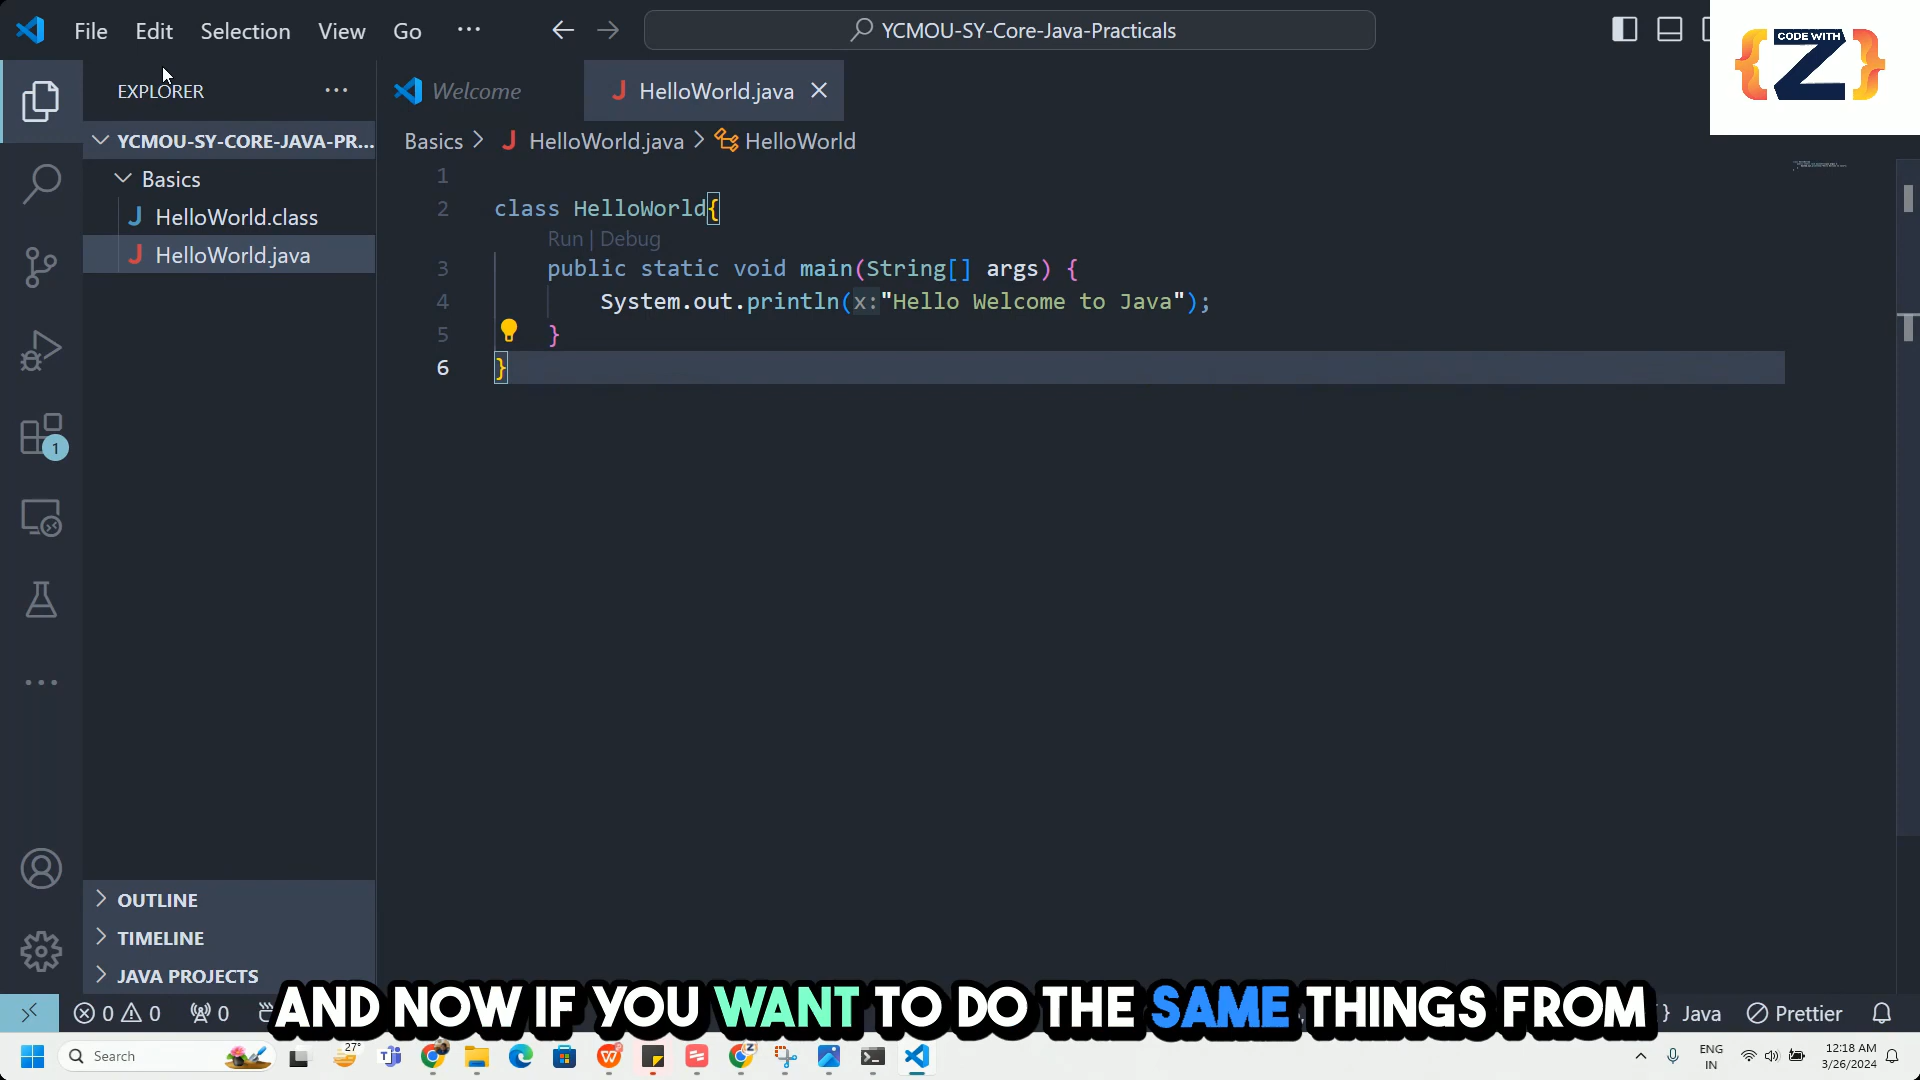 File Edit Selection View Go ...
YCMOU-SY-Core-Java-Practicals
CODE WITH
{Z}
EXPLORER ...
Welcome
J HelloWorld.java
YCMOU-SY-CORE-JAVA-PR...
Basics > J HelloWorld.java > HelloWorld
Basics
J HelloWorld.class
J HelloWorld.java
1
2 class HelloWorld{
Run | Debug
3 public static void main(String[] args) {
4 System.out.println(x:"Hello Welcome to Java");
5 }
6 }
1
OUTLINE
TIMELINE
JAVA PROJECTS
AND NOW IF YOU WANT TO DO THE SAME THINGS FROM
0 0 0
Java Prettier
Search
27°
ENG
IN
12:18 AM
3/26/2024